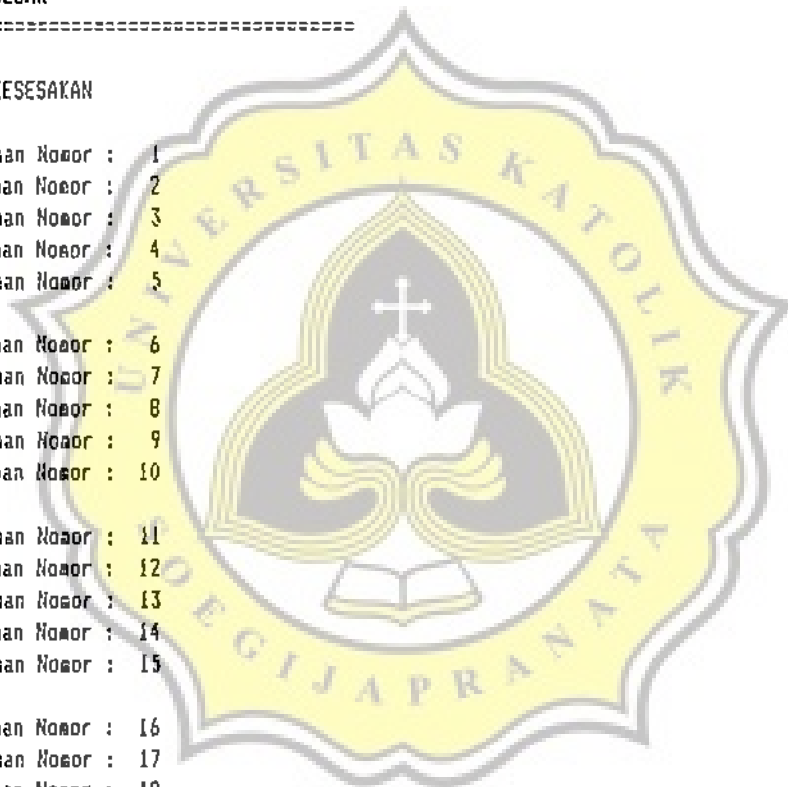 ===================================
KESESAKAN
an Nomor : 1
an Nomor : 2
an Nomor : 3
an Nomor : 4
an Nomor : 5
an Nomor : 6
an Nomor : 7
an Nomor : 8
an Nomor : 9
an Nomor : 10
an Nomor : 11
an Nomor : 12
an Nomor : 13
an Nomor : 14
an Nomor : 15
an Nomor : 16
an Nomor : 17
UNIVERSITAS KATOLIK
SOEGIJAPRANATA